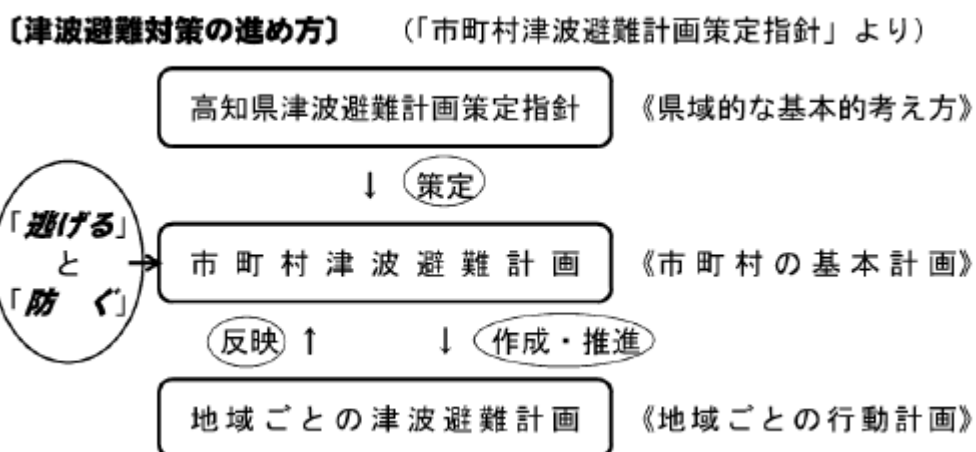 〔津波避難対策の進め方〕 （「市町村津波避難計画策定指針」より）
高知県津波避難計画策定指針 《県域的な基本的考え方》
↓ 策定
「逃げる」
と
「防ぐ」
→ 市町村津波避難計画 《市町村の基本計画》
反映 ↑ ↓ 作成・推進
地域ごとの津波避難計画 《地域ごとの行動計画》